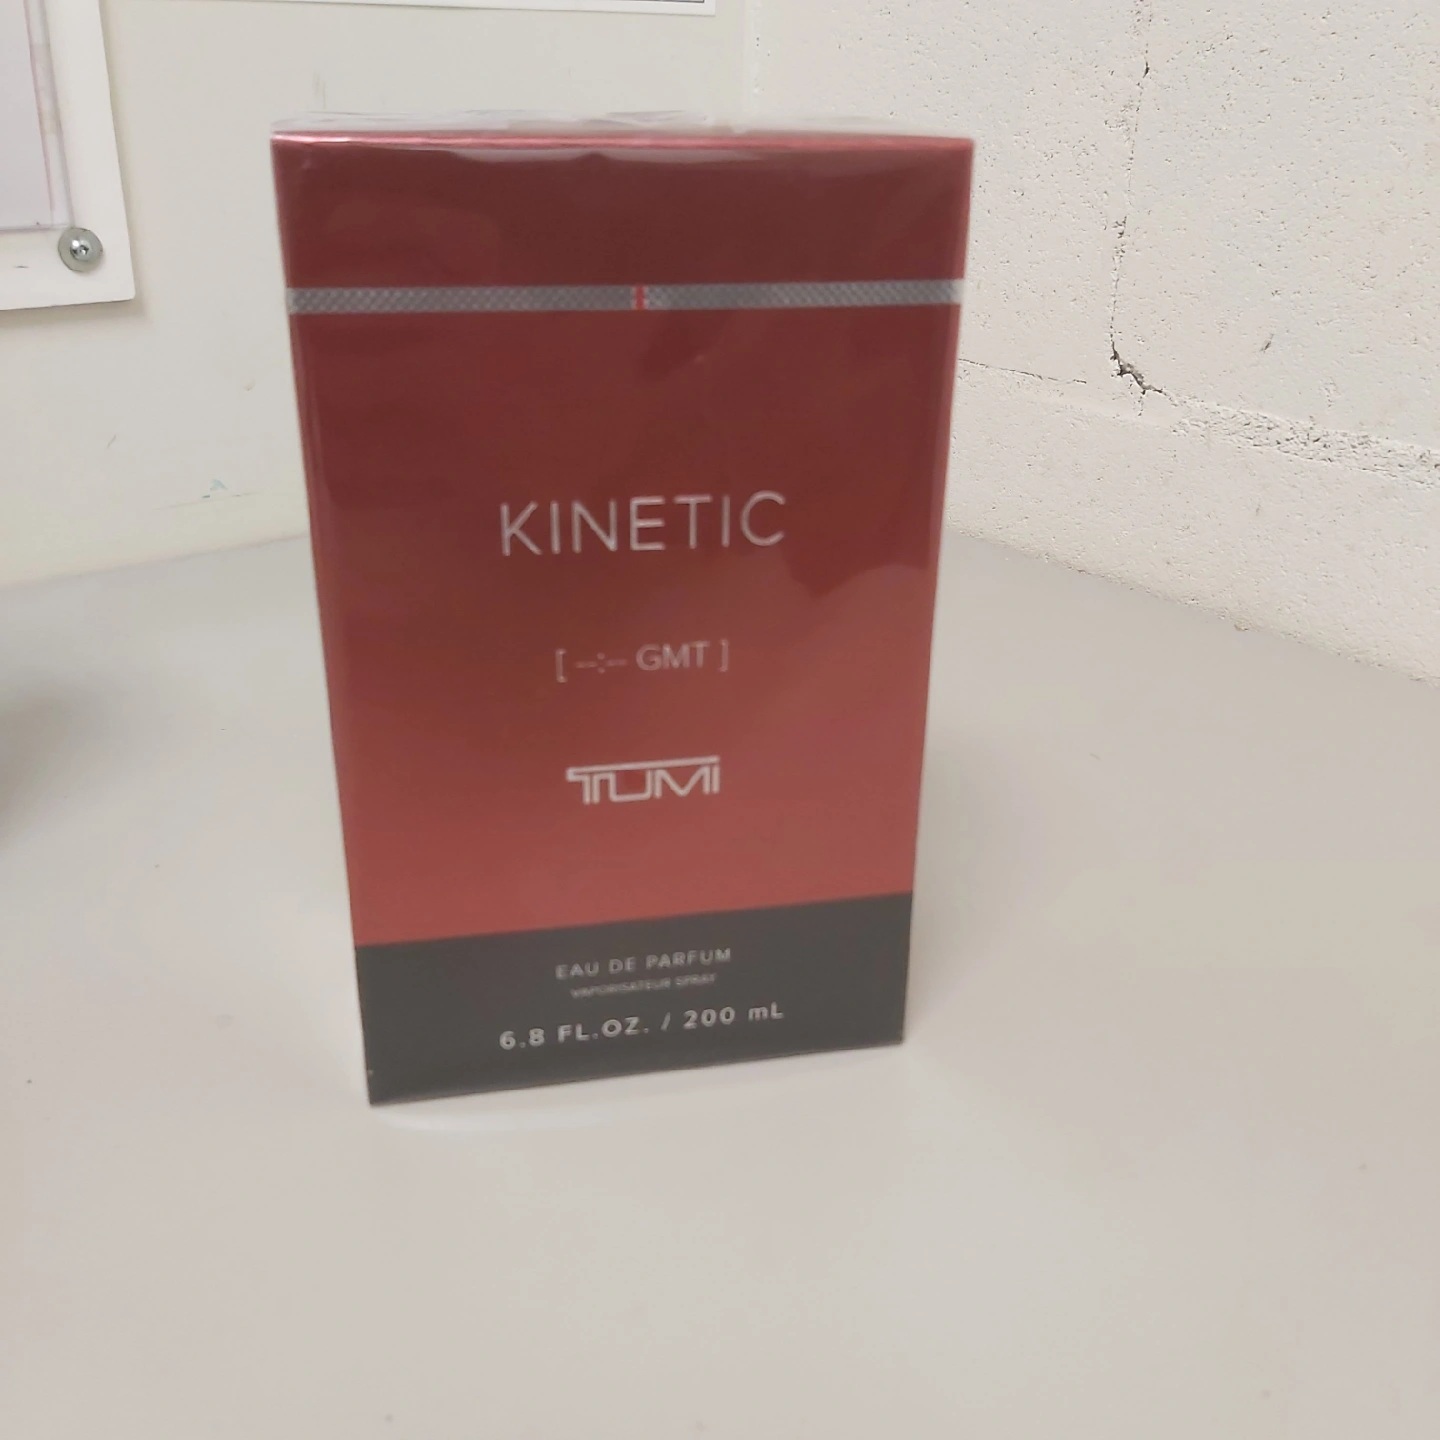 KINETIC
[ --:-- GMT ]
TUMI
EAU DE PARFUM
VAPORISATEUR SPRAY
6.8 FL.OZ. / 200 mL